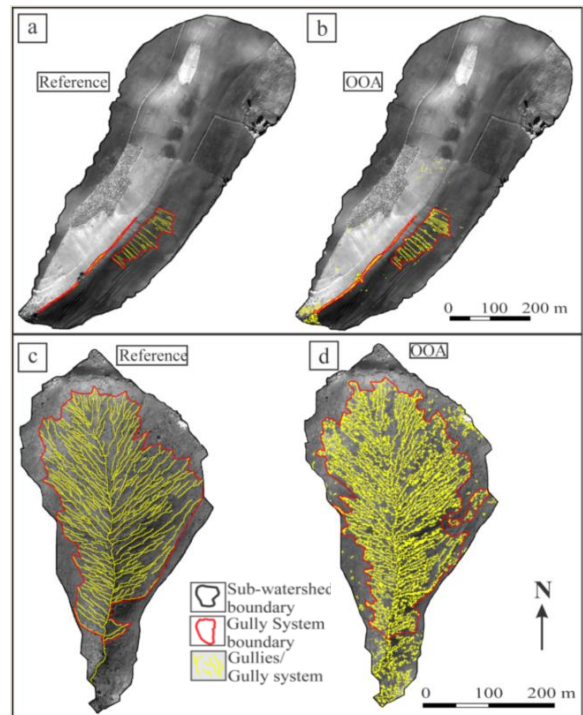 a
Reference
b
OOA
0 100 200 m
c
Reference
d
OOA
Sub-watershed
boundary
Gully System
boundary
Gullies/
Gully system
N
0 100 200 m